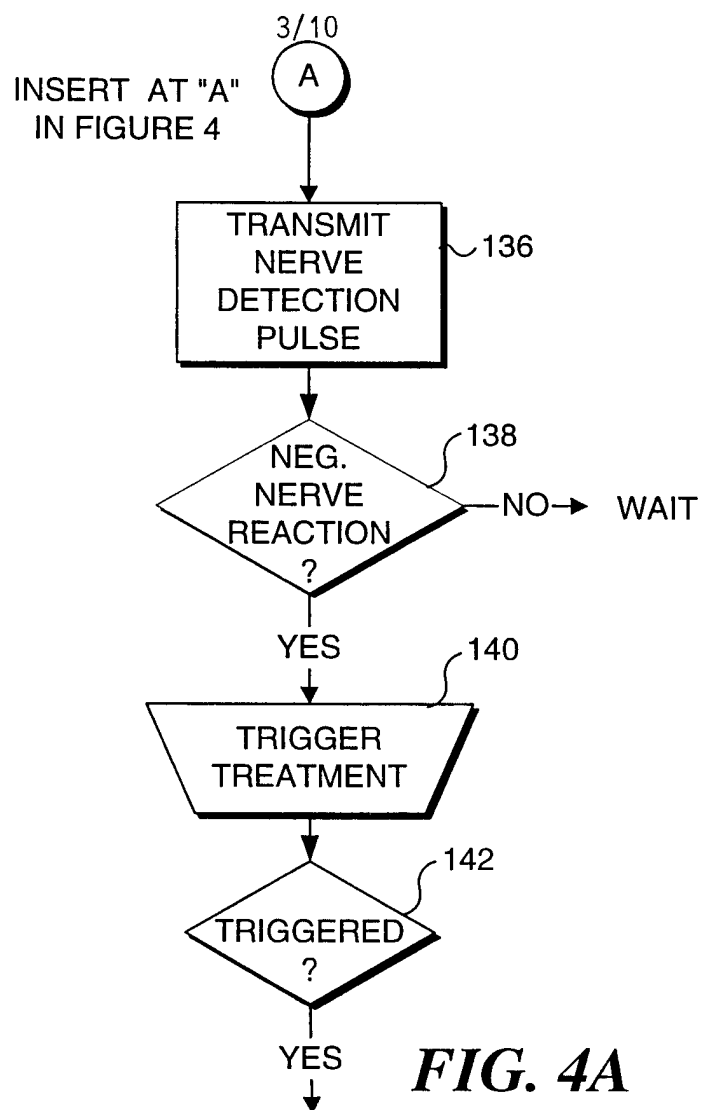 3/10
A
INSERT AT "A"
IN FIGURE 4
TRANSMIT
NERVE
DETECTION
PULSE
136
138
NEG.
NERVE
REACTION
?
NO
WAIT
YES
140
TRIGGER
TREATMENT
142
TRIGGERED
?
YES
FIG. 4A